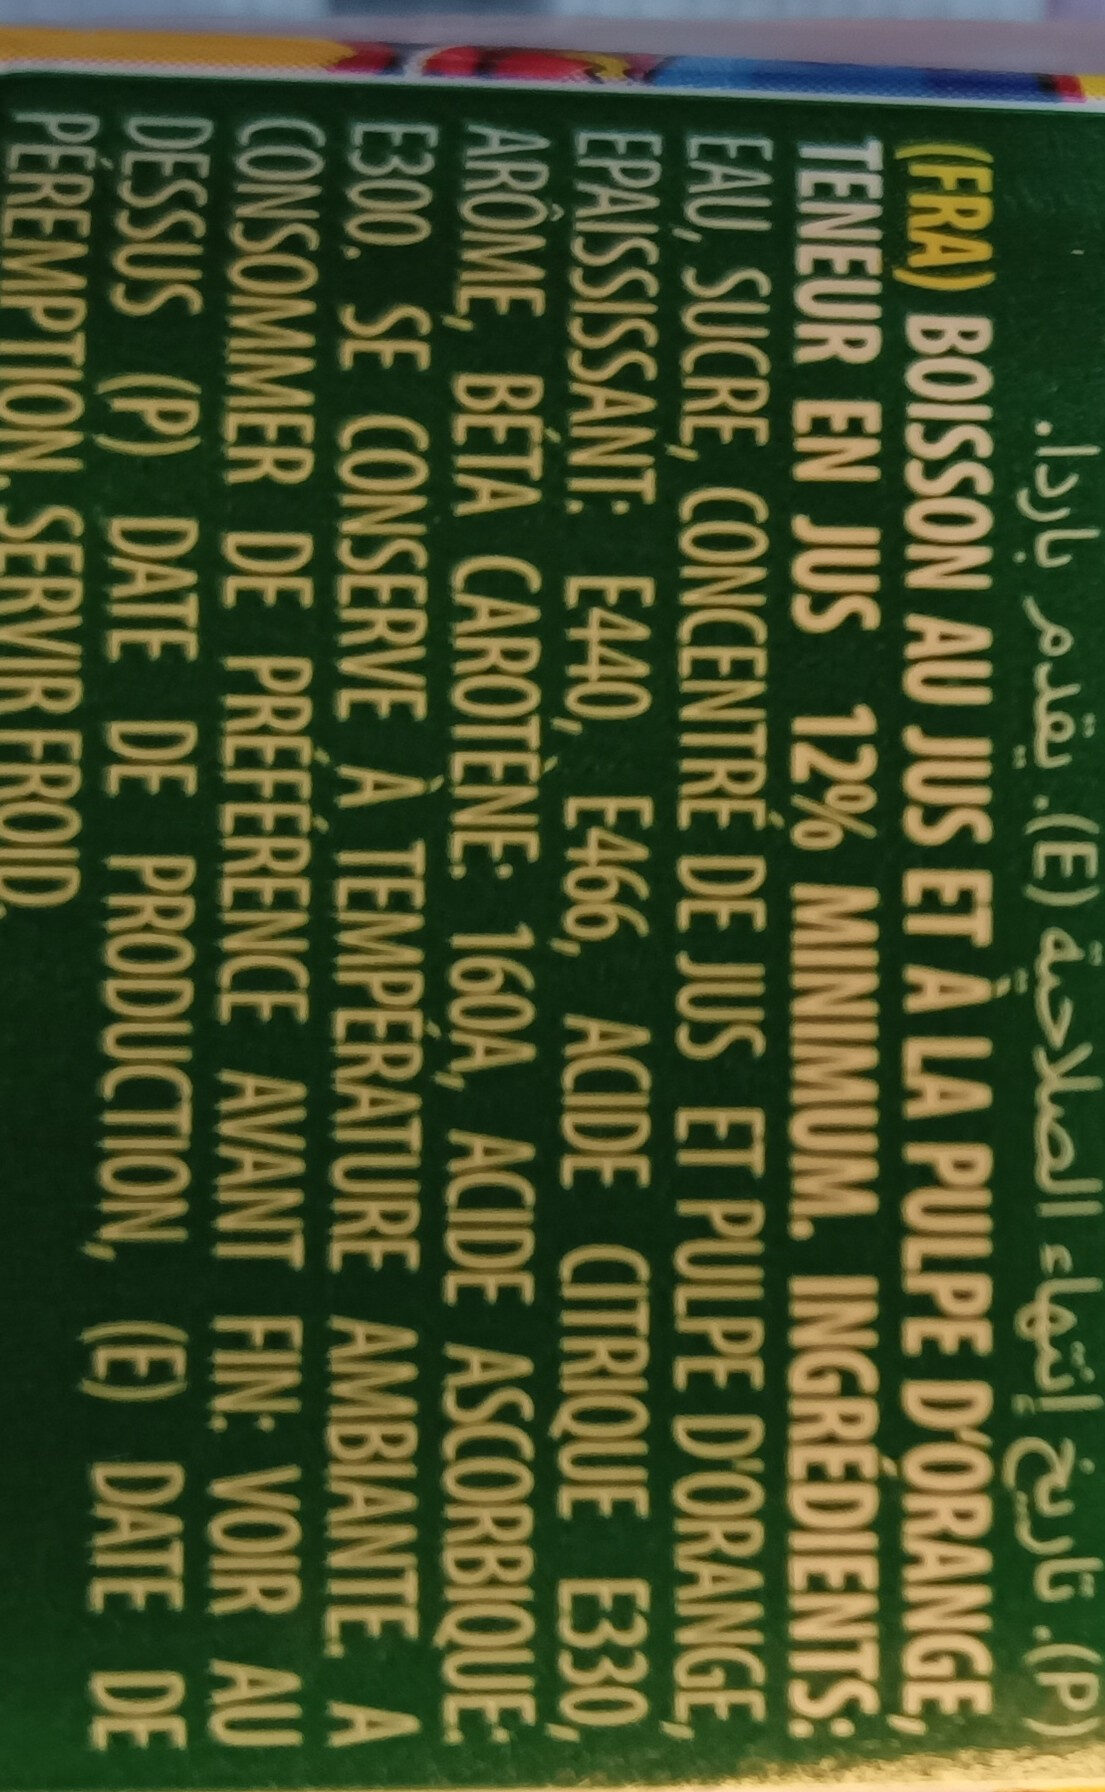 باردا.
(E). يقدم
(P). تاريخ إنتهاء الصلاحية
(FRA) BOISSON AU JUS ET À LA PULPE D'ORANGE,
TENEUR EN JUS 12% MINIMUM. INGRÉDIENTS:
EAU, SUCRE, CONCENTRÉ DE JUS ET PULPE D'ORANGE,
EPAISSISSANT: E440, E466, ACIDE CITRIQUE E330,
ARÔME, BÉTA CAROTÈNE: 160A, ACIDE ASCORBIQUE:
E300. SE CONSERVE À TEMPÉRATURE AMBIANTE. A
CONSOMMER DE PRÉFÉRENCE AVANT FIN: VOIR AU
DESSUS (P) DATE DE PRODUCTION, (E) DATE DE
PÉREMPTION. SERVIR FROID.